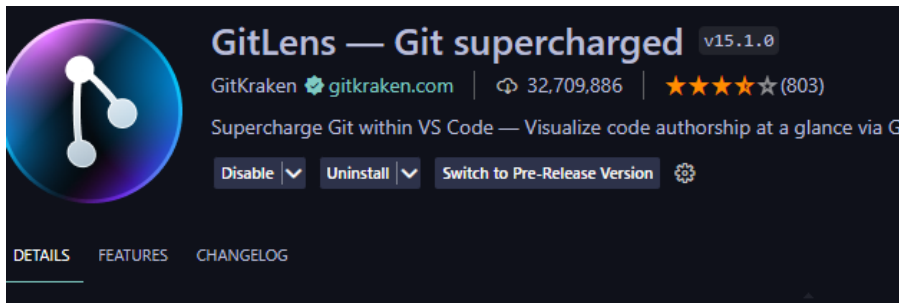 GitLens — Git supercharged v15.1.0
GitKraken gitkraken.com 32,709,886 (803)
Supercharge Git within VS Code — Visualize code authorship at a glance via G
Disable Uninstall Switch to Pre-Release Version
DETAILS FEATURES CHANGELOG